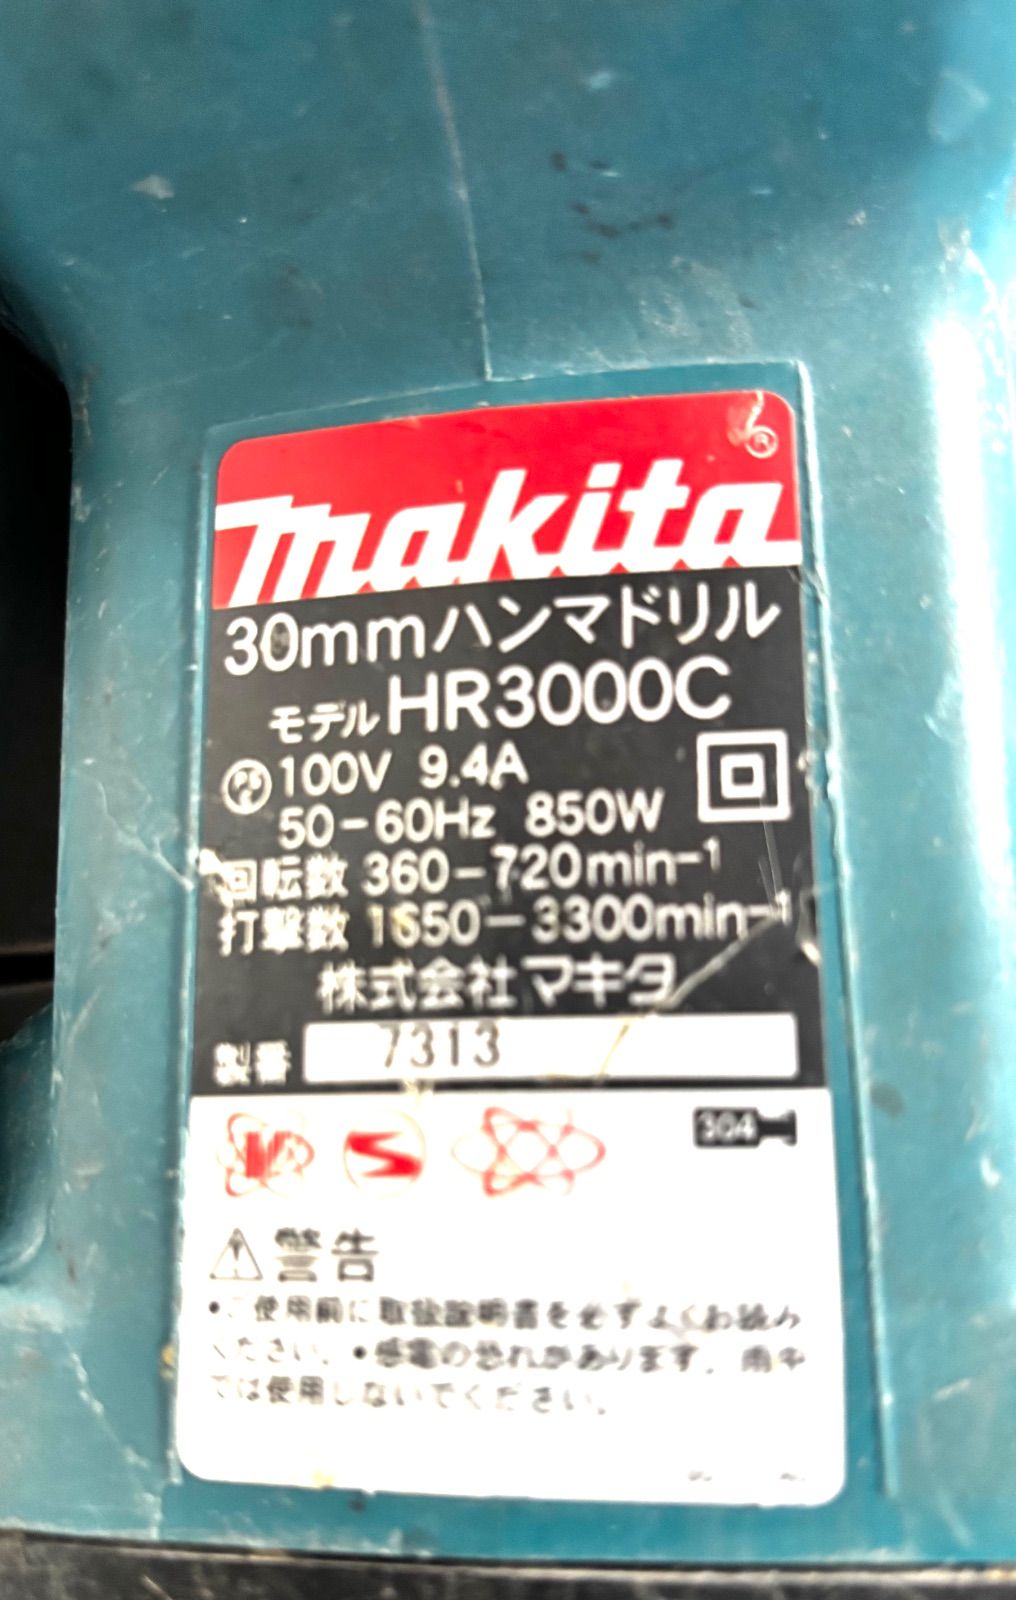 makita®
30mmハンマドリル
モデル HR3000C
PS 100V 9.4A
50-60Hz 850W
回転数 360-720min⁻¹
打撃数 1650-3300min⁻¹
株式会社マキタ
製番 7313
304
⚠警告
•ご使用前に取扱説明書を必ずよくお読み
ください。•感電の恐れがあります。雨中
では使用しないでください。